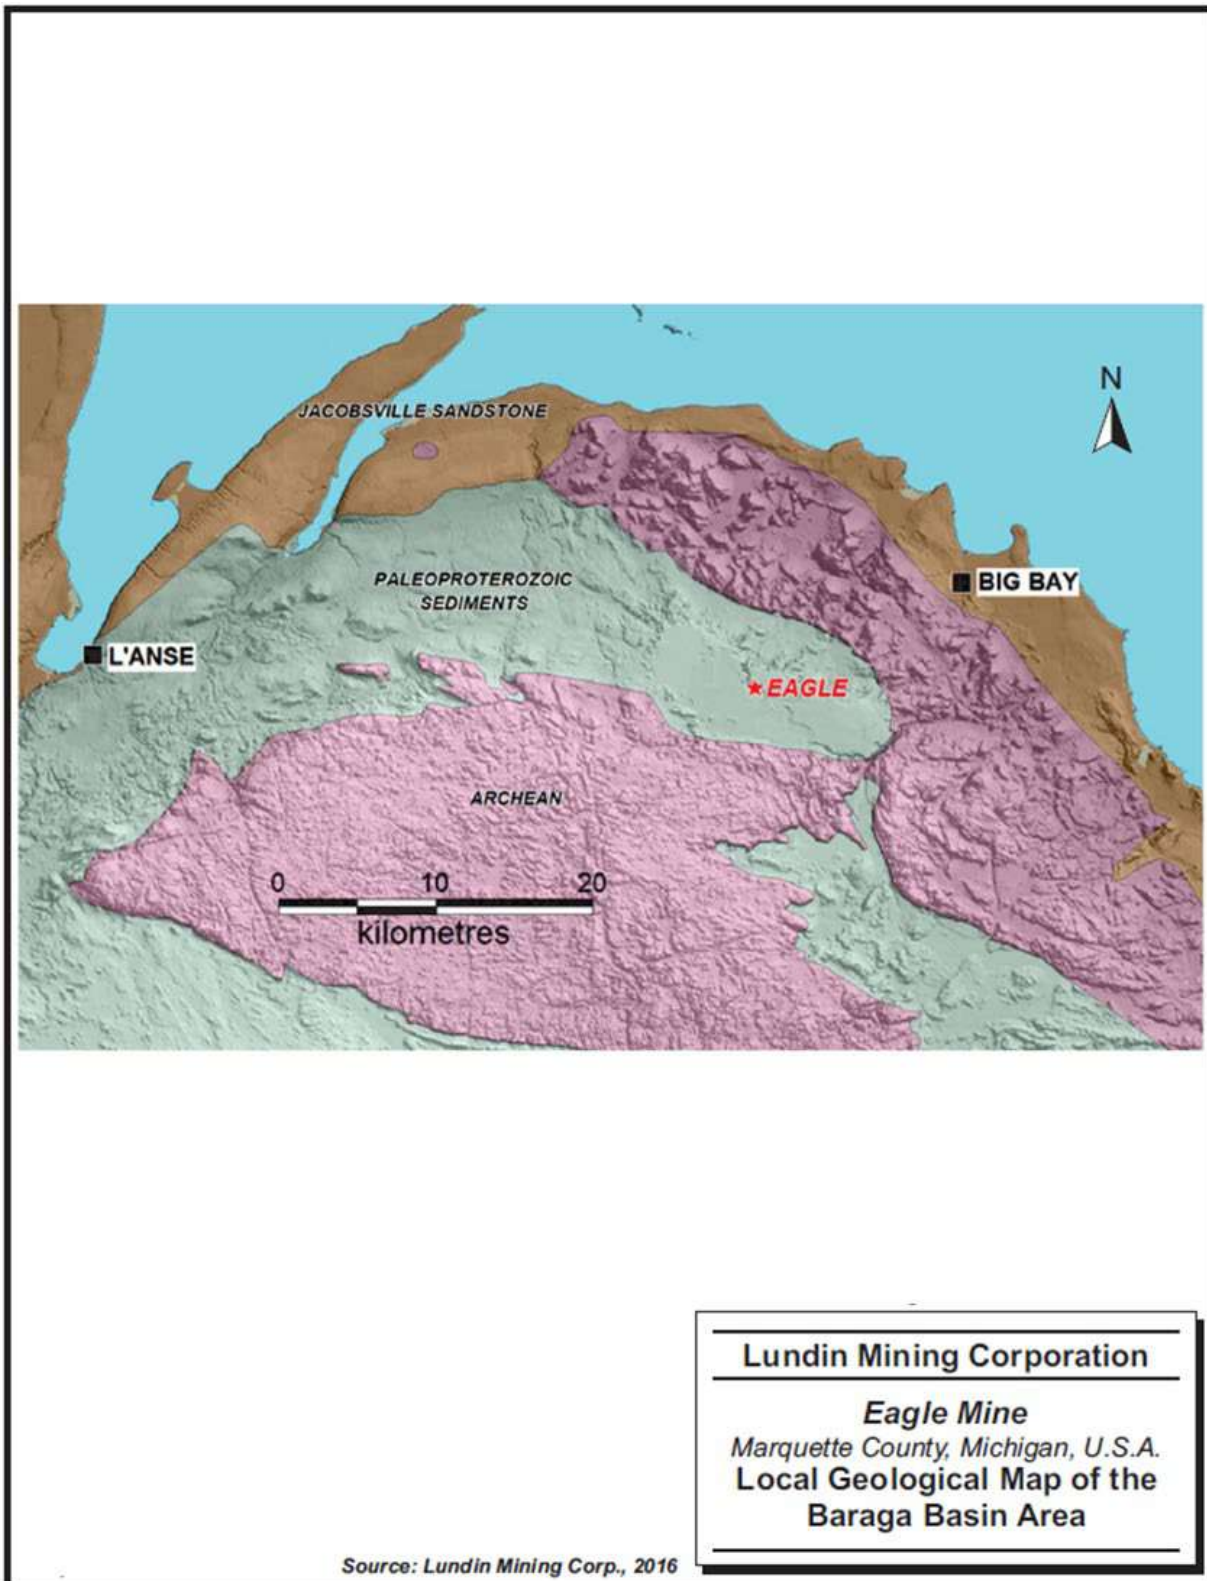 N
JACOBSVILLE SANDSTONE
PALEOPROTEROZOIC
SEDIMENTS
BIG BAY
L'ANSE
EAGLE
ARCHEAN
0 10 20
kilometres
Lundin Mining Corporation
Eagle Mine
Marquette County, Michigan, U.S.A.
Local Geological Map of the
Baraga Basin Area
Source: Lundin Mining Corp., 2016